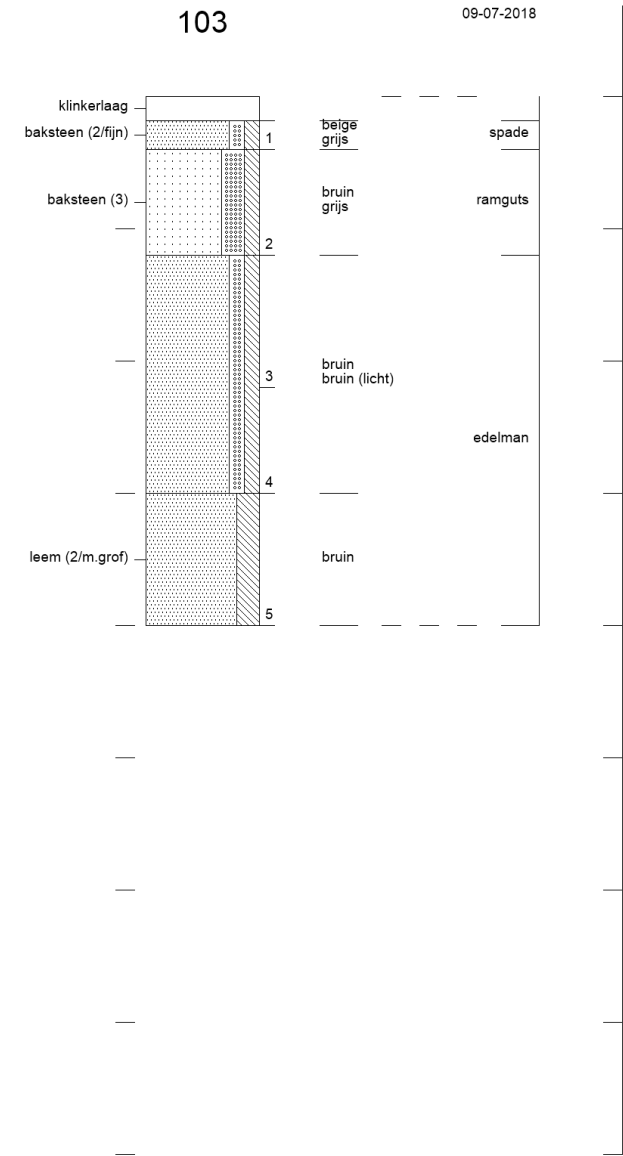 103
09-07-2018
klinkerlaag
baksteen (2/fijn)
1
beige
grijs
spade
baksteen (3)
bruin
grijs
ramguts
2
3
bruin
bruin (licht)
edelman
4
leem (2/m.grof)
bruin
5